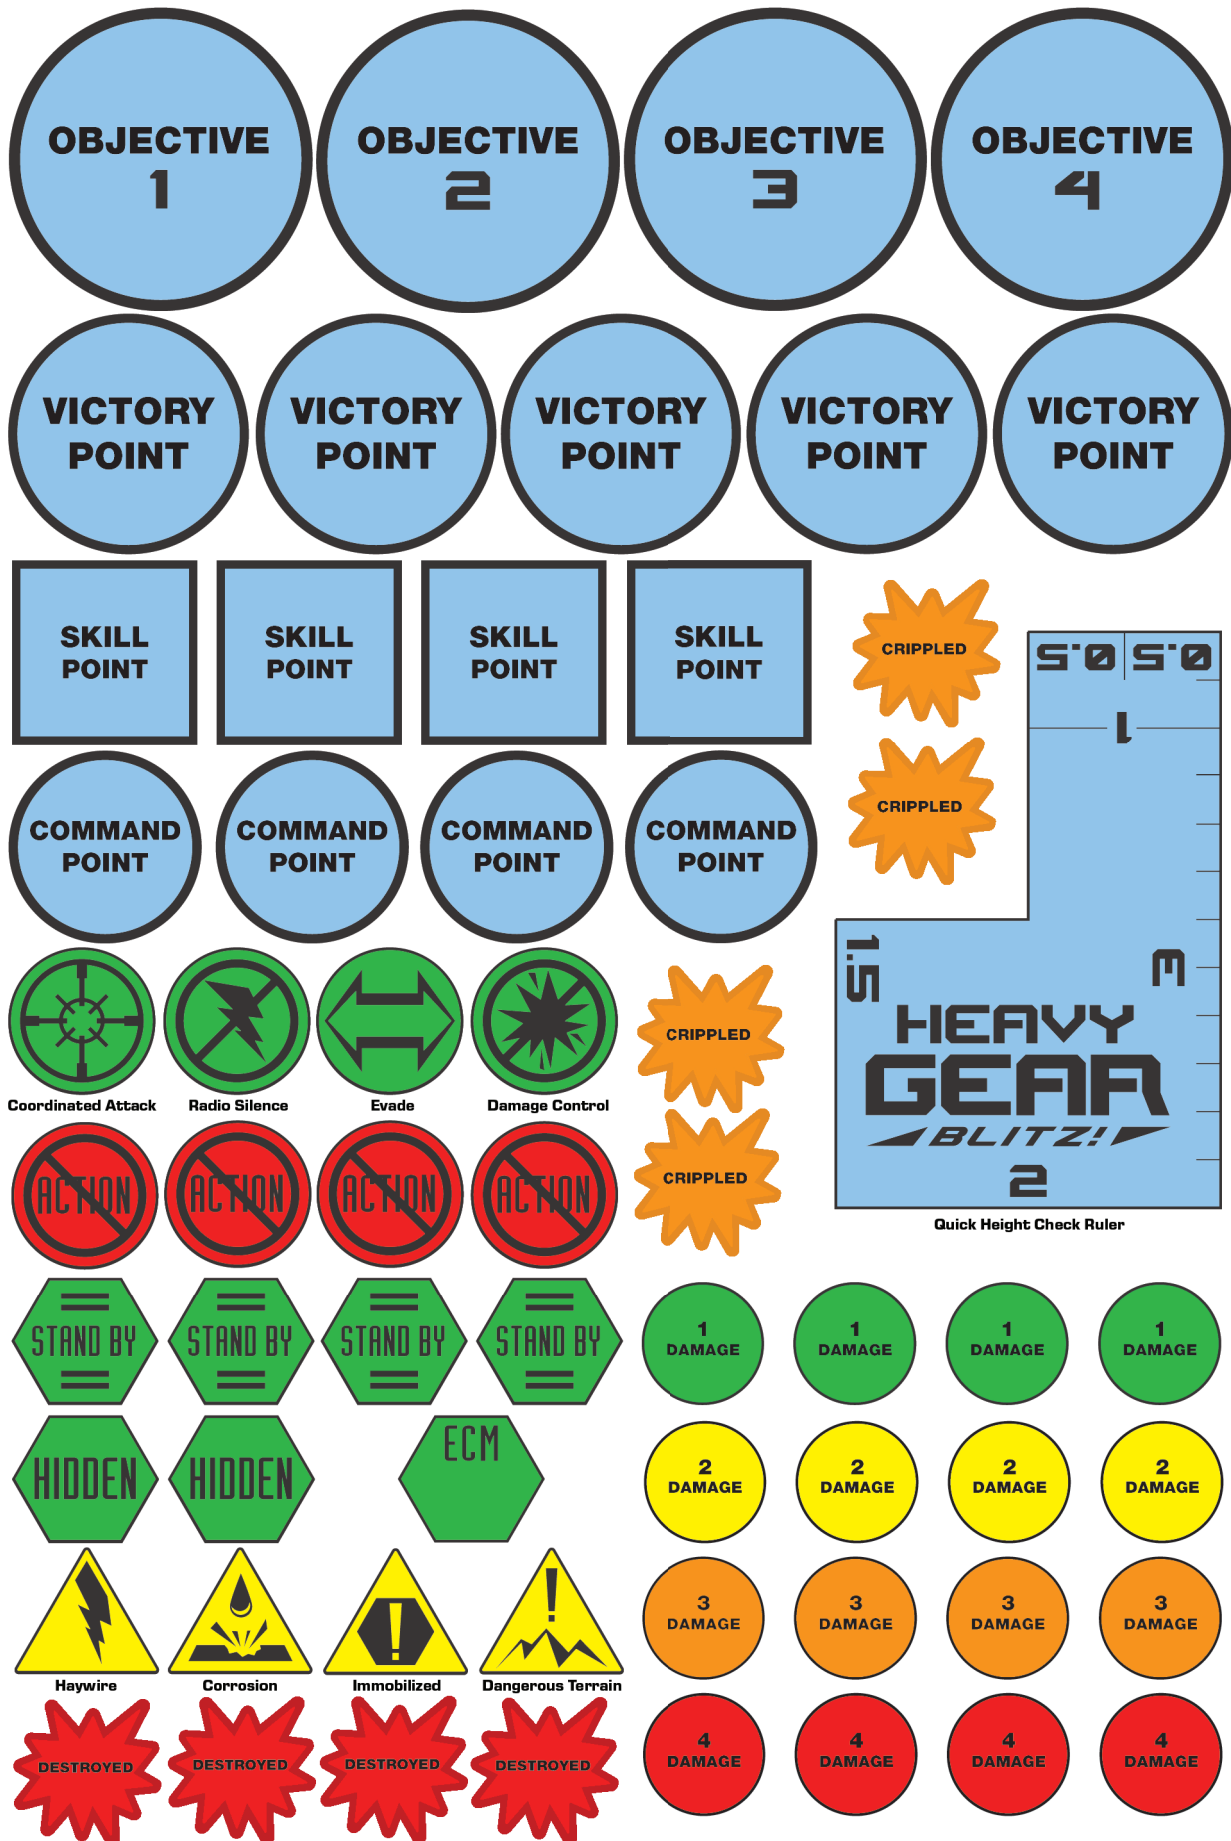 OBJECTIVE
1
OBJECTIVE
2
OBJECTIVE
3
OBJECTIVE
4
VICTORY
POINT
VICTORY
POINT
VICTORY
POINT
VICTORY
POINT
VICTORY
POINT
SKILL
POINT
SKILL
POINT
SKILL
POINT
SKILL
POINT
CRIPPLED
CRIPPLED
0.5
0.5
1
1.5
3
HEAVY
GEAR
BLITZ!
2
Quick Height Check Ruler
COMMAND
POINT
COMMAND
POINT
COMMAND
POINT
COMMAND
POINT
Coordinated Attack
Radio Silence
Evade
Damage Control
CRIPPLED
CRIPPLED
ACTION
ACTION
ACTION
ACTION
STAND BY
STAND BY
STAND BY
STAND BY
1
DAMAGE
1
DAMAGE
1
DAMAGE
1
DAMAGE
HIDDEN
HIDDEN
ECM
2
DAMAGE
2
DAMAGE
2
DAMAGE
2
DAMAGE
!
!
Haywire
Corrosion
Immobilized
Dangerous Terrain
3
DAMAGE
3
DAMAGE
3
DAMAGE
3
DAMAGE
DESTROYED
DESTROYED
DESTROYED
DESTROYED
4
DAMAGE
4
DAMAGE
4
DAMAGE
4
DAMAGE